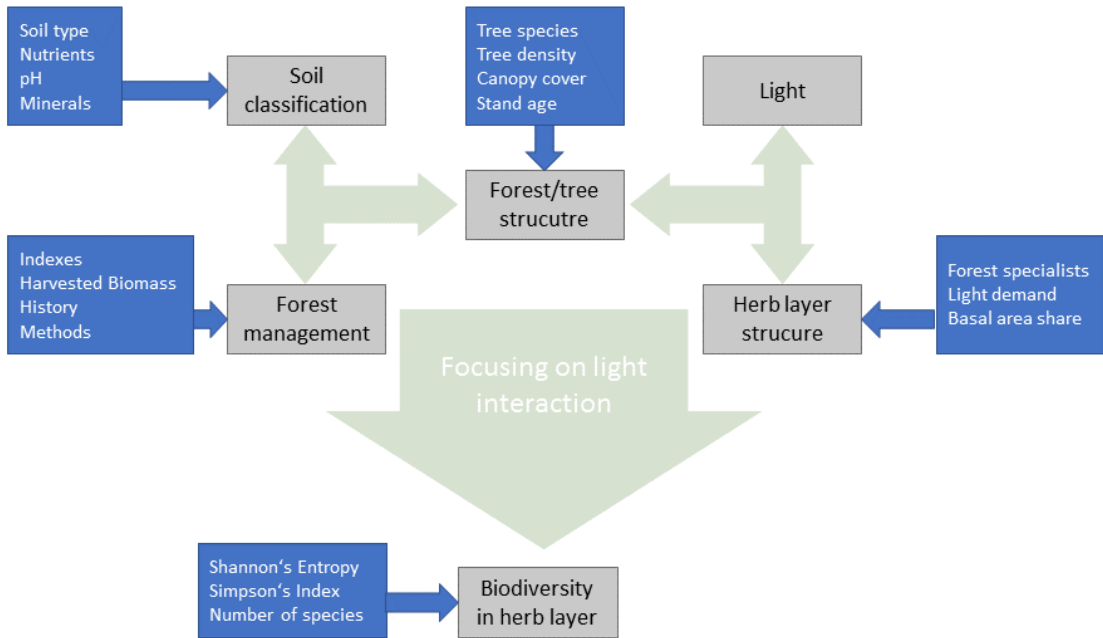 Soil type
Nutrients
pH
Minerals
Soil
classification
Tree species
Tree density
Canopy cover
Stand age
Light
Forest/tree
strucutre
Indexes
Harvested Biomass
History
Methods
Forest
management
Herb layer
strucure
Forest specialists
Light demand
Basal area share
Focusing on light
interaction
Shannon‘s Entropy
Simpson‘s Index
Number of species
Biodiversity
in herb layer